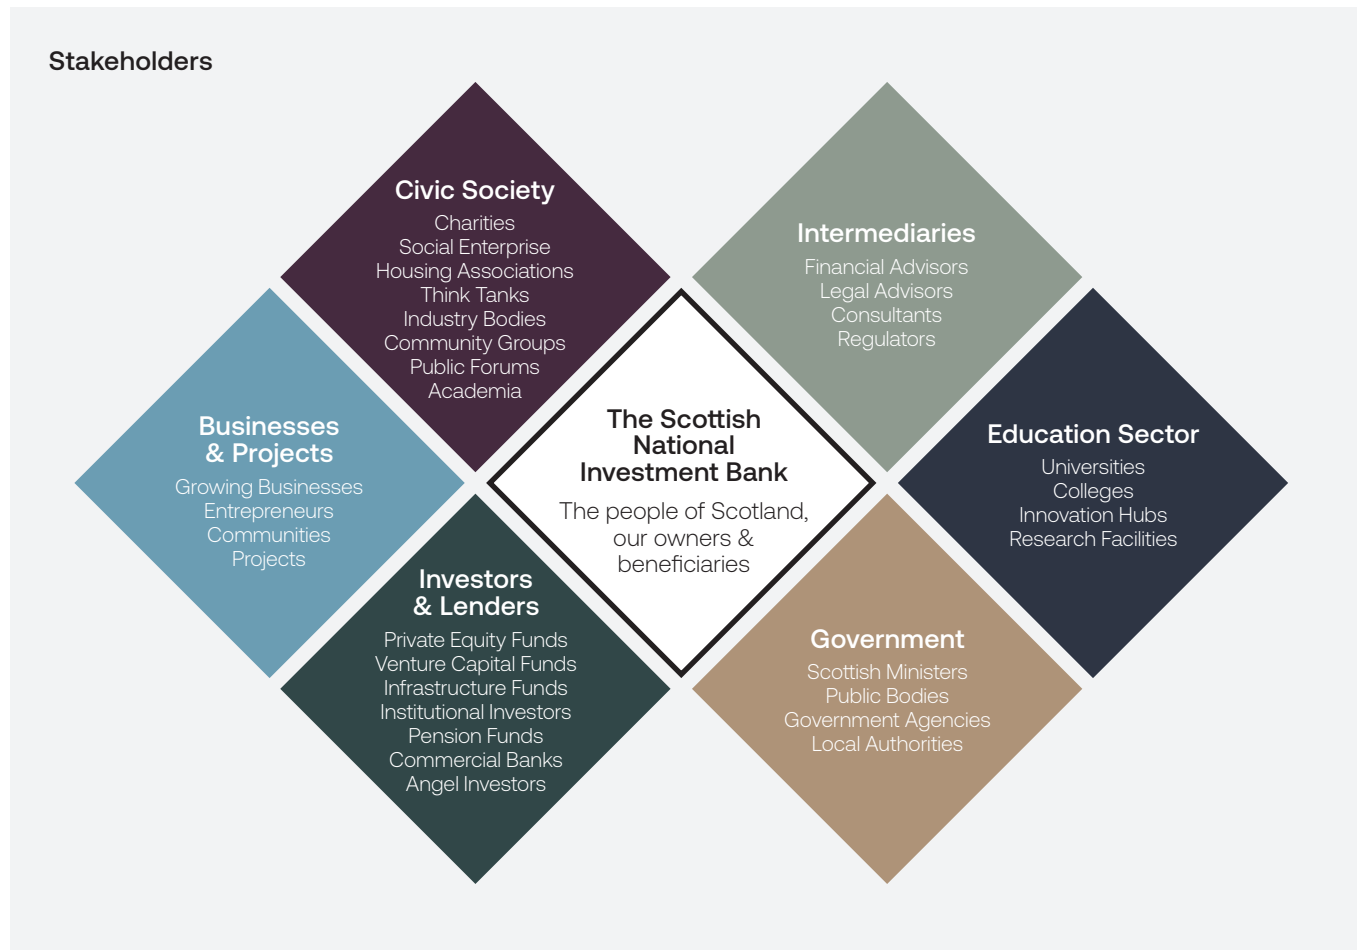 Stakeholders
Civic Society
Charities
Social Enterprise
Housing Associations
Think Tanks
Industry Bodies
Community Groups
Public Forums
Academia
Intermediaries
Financial Advisors
Legal Advisors
Consultants
Regulators
Businesses
& Projects
Growing Businesses
Entrepreneurs
Communities
Projects
The Scottish
National
Investment Bank
The people of Scotland,
our owners &
beneficiaries
Education Sector
Universities
Colleges
Innovation Hubs
Research Facilities
Investors
& Lenders
Private Equity Funds
Venture Capital Funds
Infrastructure Funds
Institutional Investors
Pension Funds
Commercial Banks
Angel Investors
Government
Scottish Ministers
Public Bodies
Government Agencies
Local Authorities